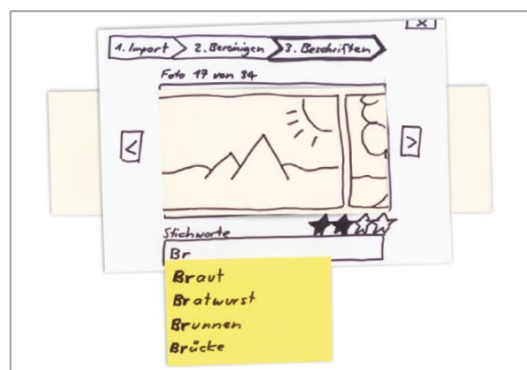 X
1. Import 2. Bereinigen 3. Beschriften
Foto 17 von 34
< >
Stichworte
Br
Braut
Bratwurst
Brunnen
Brücke